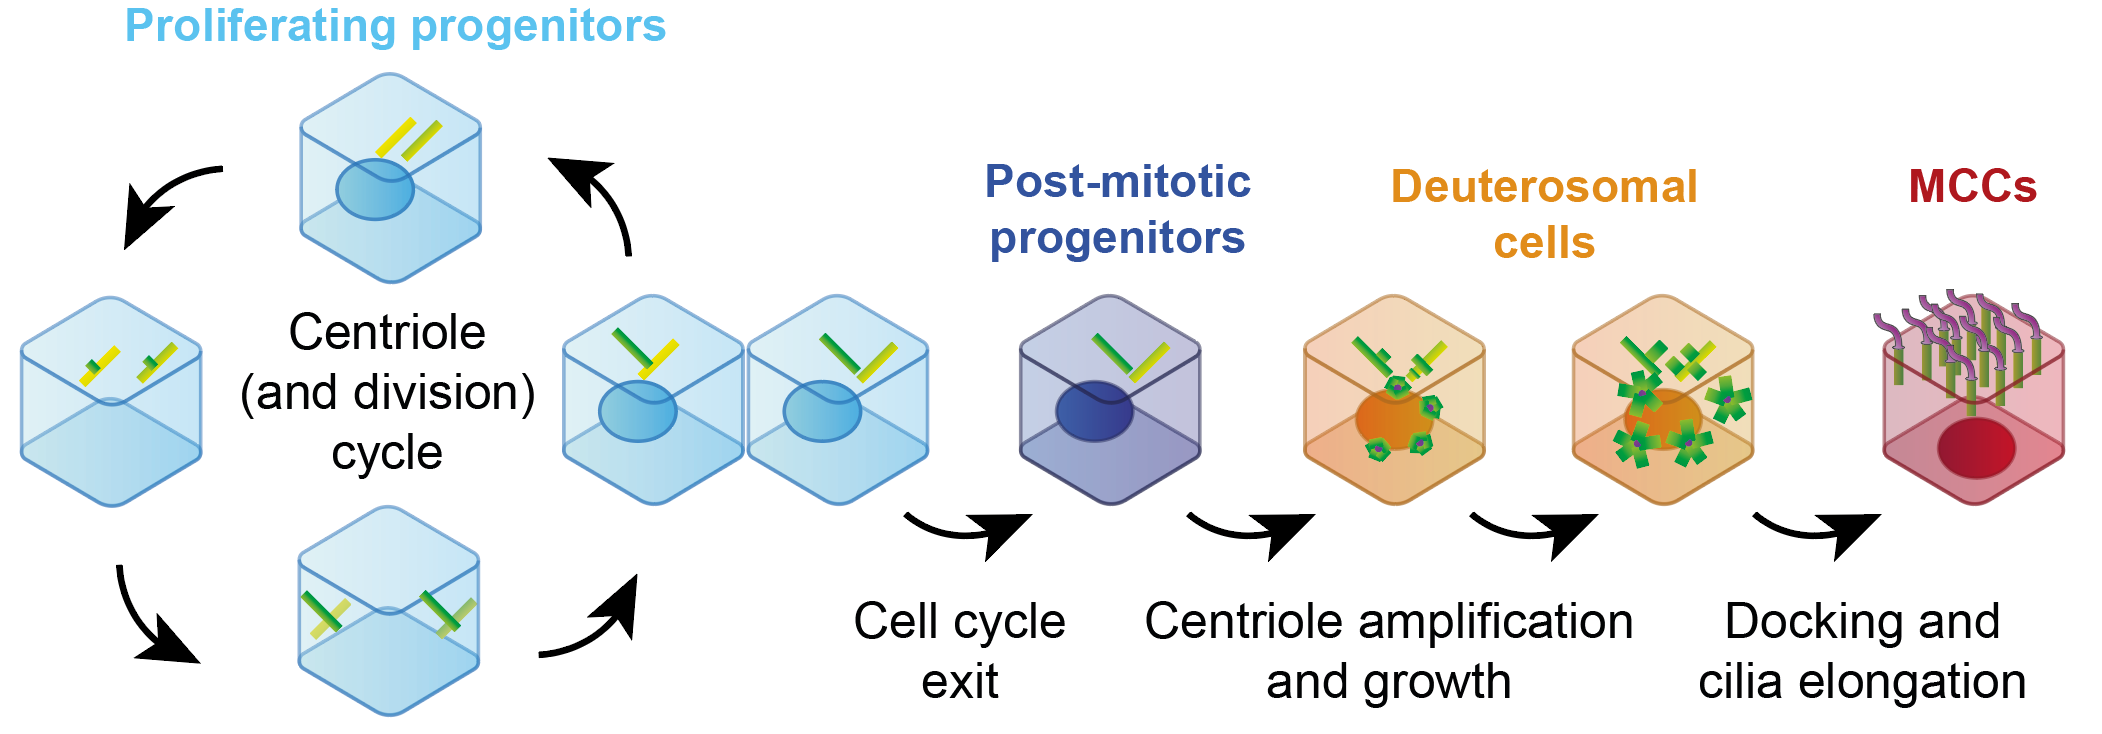 Proliferating progenitors
Centriole
(and division)
cycle
Post-mitotic
progenitors
Deuterosomal
cells
MCCs
Cell cycle
exit
Centriole amplification
and growth
Docking and
cilia elongation